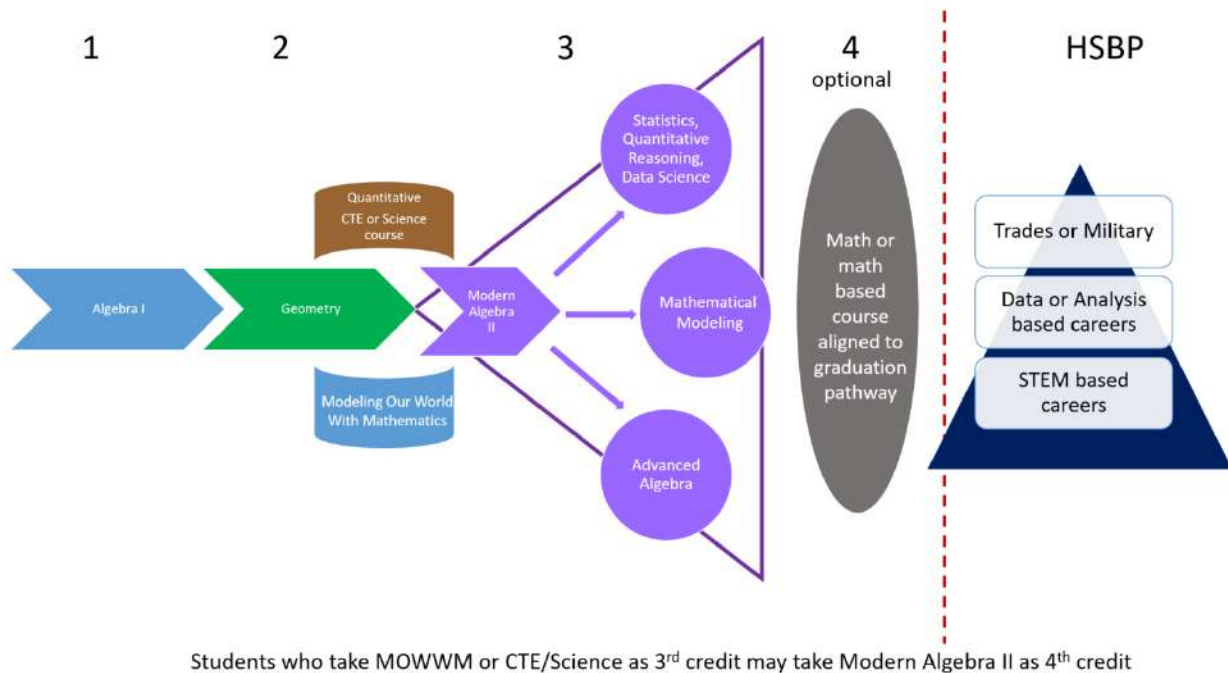 1
2
3
4
optional
HSBP
Statistics,
Quantitative
Reasoning,
Data Science
Quantitative
CTE or Science
course
Algebra I
Geometry
Modern
Algebra
II
Mathematical
Modeling
Modeling Our World
With Mathematics
Advanced
Algebra
Math or
math
based
course
aligned to
graduation
pathway
Trades or Military
Data or Analysis
based careers
STEM based
careers
Students who take MOWWM or CTE/Science as 3rd credit may take Modern Algebra II as 4th credit